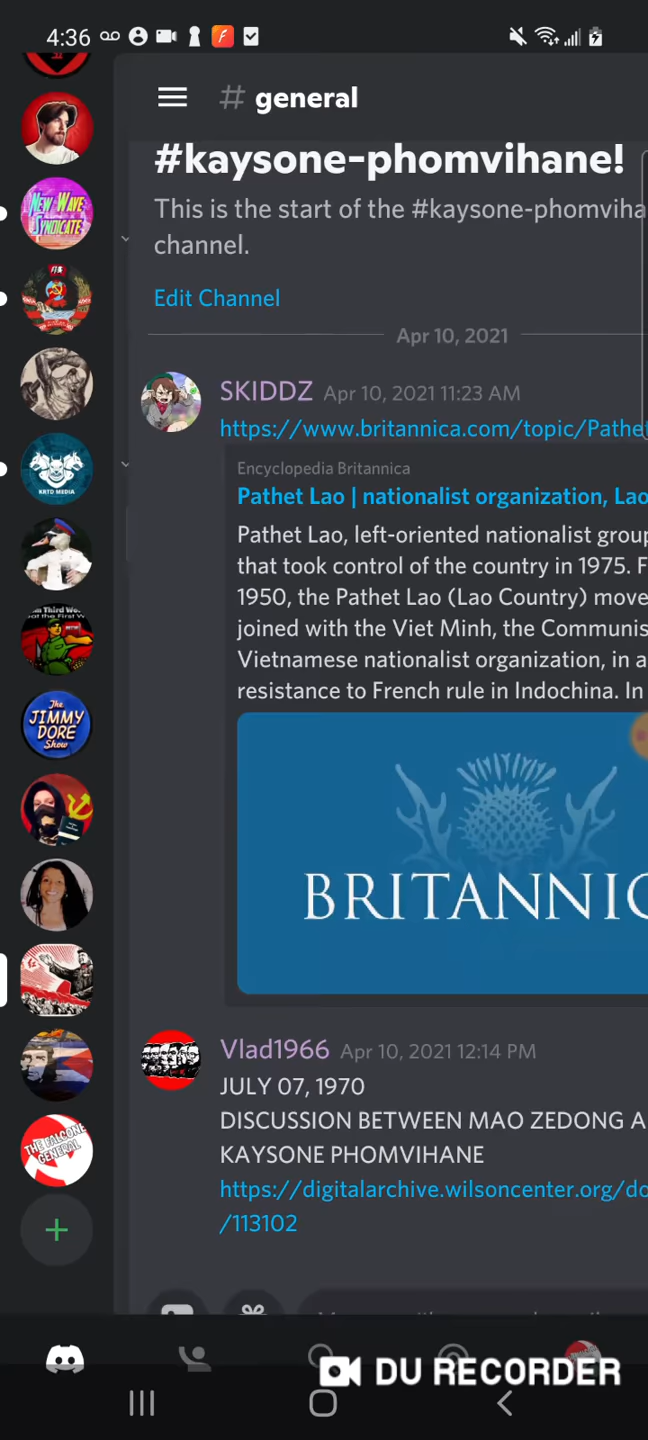 4:36
# general
#kaysone-phomvihane!
This is the start of the #kaysone-phomviha
channel.
Edit Channel
Apr 10, 2021
SKIDDZ Apr 10, 2021 11:23 AM
https://www.britannica.com/topic/Pathet
Encyclopedia Britannica
Pathet Lao | nationalist organization, Lao
Pathet Lao, left-oriented nationalist group
that took control of the country in 1975. F
1950, the Pathet Lao (Lao Country) move
joined with the Viet Minh, the Communis
Vietnamese nationalist organization, in a
resistance to French rule in Indochina. In
BRITANNIC
Vlad1966 Apr 10, 2021 12:14 PM
JULY 07, 1970
DISCUSSION BETWEEN MAO ZEDONG A
KAYSONE PHOMVIHANE
https://digitalarchive.wilsoncenter.org/do
/113102
NEW WAVE
SYNDICATE
KRTD MEDIA
The
JIMMY
DORE
Show
THE FALCONE
GENERAL
DU RECORDER